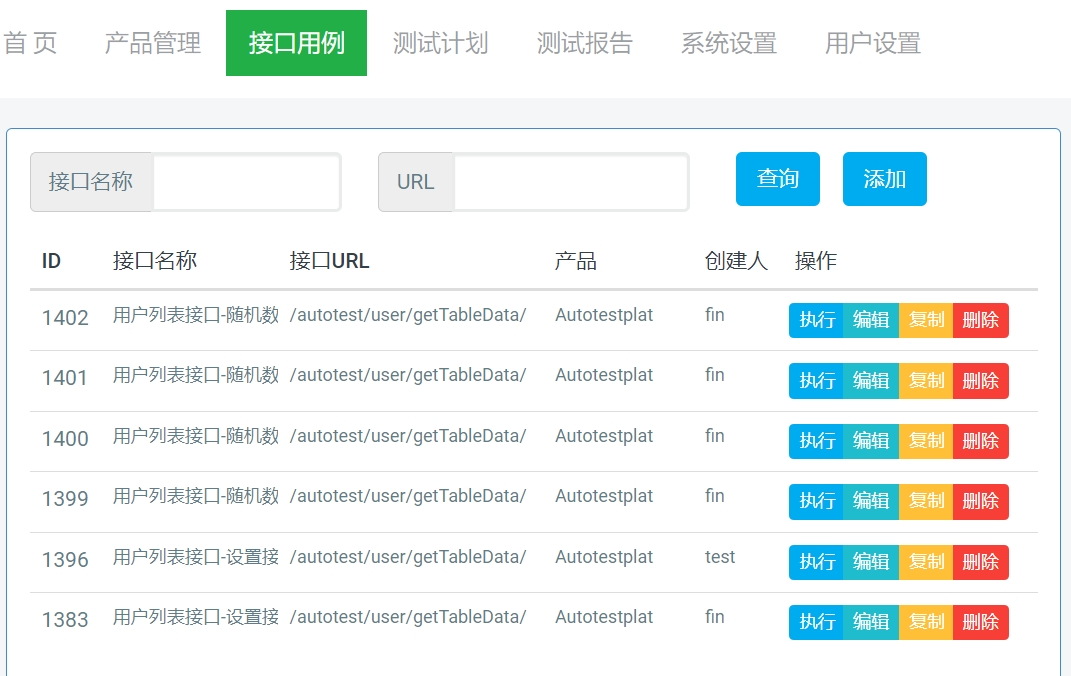 首 页 产品管理 接口用例 测试计划 测试报告 系统设置 用户设置
接口名称 URL 查询 添加
ID 接口名称 接口URL 产品 创建人 操作
1402 用户列表接口-随机数 /autotest/user/getTableData/ Autotestplat fin 执行 编辑 复制 删除
1401 用户列表接口-随机数 /autotest/user/getTableData/ Autotestplat fin 执行 编辑 复制 删除
1400 用户列表接口-随机数 /autotest/user/getTableData/ Autotestplat fin 执行 编辑 复制 删除
1399 用户列表接口-随机数 /autotest/user/getTableData/ Autotestplat fin 执行 编辑 复制 删除
1396 用户列表接口-设置接 /autotest/user/getTableData/ Autotestplat test 执行 编辑 复制 删除
1383 用户列表接口-设置接 /autotest/user/getTableData/ Autotestplat fin 执行 编辑 复制 删除